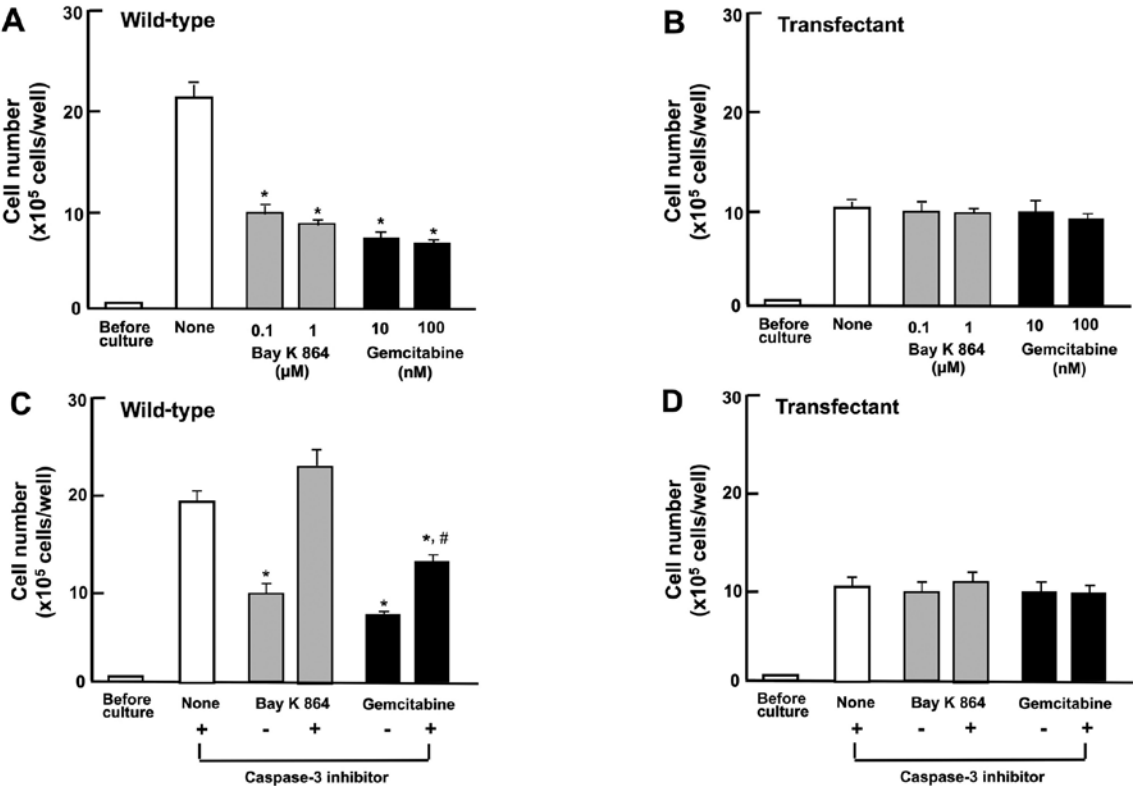 A
Wild-type
Cell number
(x10⁵ cells/well)
30
20
10
0
Before culture
None
0.1
1
10
100
Bay K 864
(µM)
Gemcitabine
(nM)
*
*
*
*
B
Transfectant
Cell number
(x10⁵ cells/well)
30
20
10
0
Before culture
None
0.1
1
10
100
Bay K 864
(µM)
Gemcitabine
(nM)
C
Wild-type
Cell number
(x10⁵ cells/well)
30
20
10
0
*
*
*, #
Before culture
None
Bay K 864
Gemcitabine
+ - + - +
Caspase-3 inhibitor
D
Transfectant
Cell number
(x10⁵ cells/well)
30
20
10
0
Before culture
None
Bay K 864
Gemcitabine
+ - + - +
Caspase-3 inhibitor